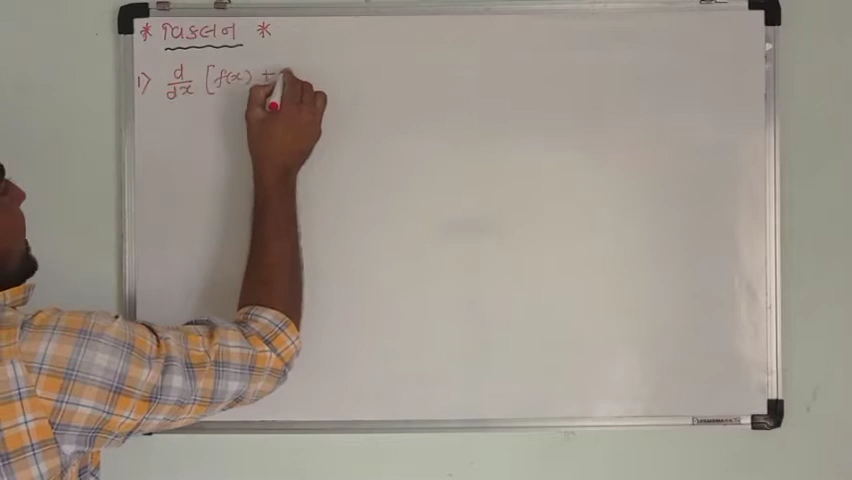 * વિકલન *
1) d/dx [f(x) +